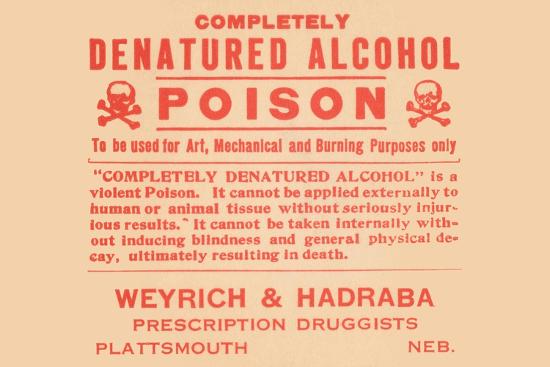 COMPLETELY
DENATURED ALCOHOL
POISON
To be used for Art, Mechanical and Burning Purposes only
"COMPLETELY DENATURED ALCOHOL" is a
violent Poison. It cannot be applied externally to
human or animal tissue without seriously injur-
ious results. It cannot be taken internally with-
out inducing blindness and general physical de-
cay, ultimately resulting in death.
WEYRICH & HADRABA
PRESCRIPTION DRUGGISTS
PLATTSMOUTH NEB.